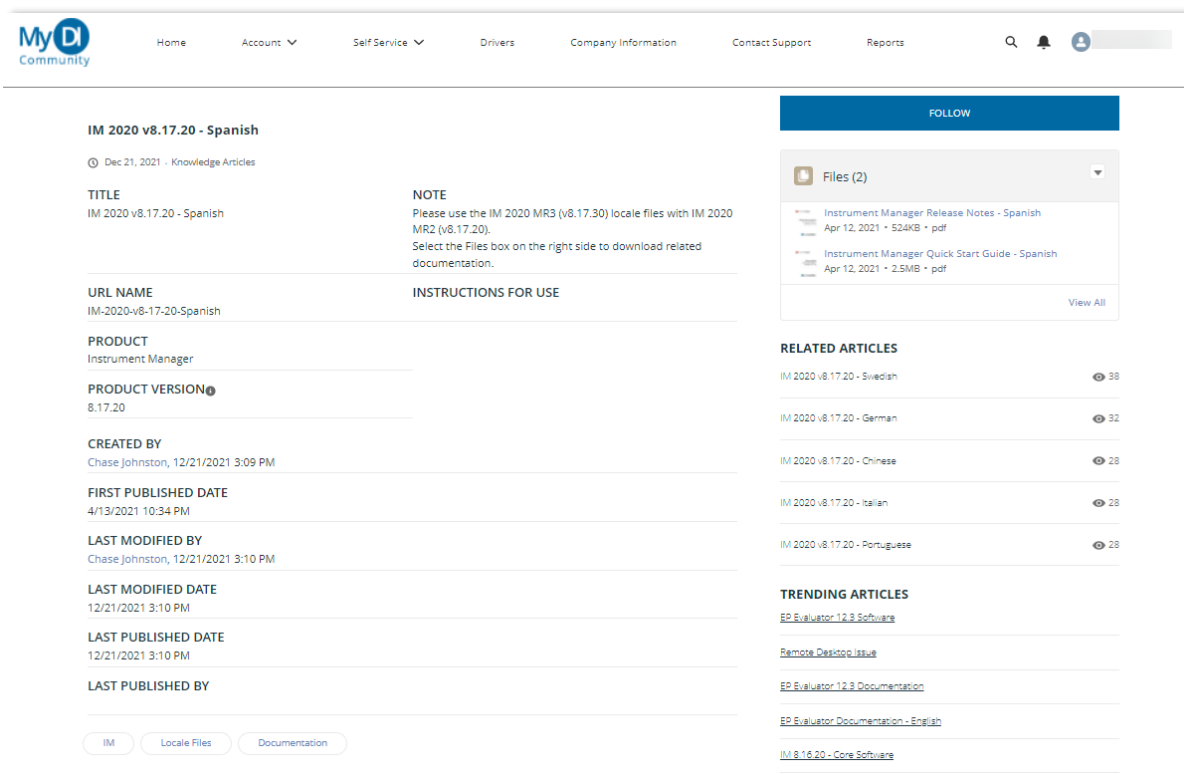 My DI
Community
Home
Account
Self Service
Drivers
Company Information
Contact Support
Reports
IM 2020 v8.17.20 - Spanish
Dec 21, 2021 · Knowledge Articles
TITLE
IM 2020 v8.17.20 - Spanish
NOTE
Please use the IM 2020 MR3 (v8.17.30) locale files with IM 2020
MR2 (v8.17.20).
Select the Files box on the right side to download related
documentation.
URL NAME
IM-2020-v8-17-20-Spanish
INSTRUCTIONS FOR USE
PRODUCT
Instrument Manager
PRODUCT VERSION
8.17.20
CREATED BY
Chase Johnston, 12/21/2021 3:09 PM
FIRST PUBLISHED DATE
4/13/2021 10:34 PM
LAST MODIFIED BY
Chase Johnston, 12/21/2021 3:10 PM
LAST MODIFIED DATE
12/21/2021 3:10 PM
LAST PUBLISHED DATE
12/21/2021 3:10 PM
LAST PUBLISHED BY
IM
Locale Files
Documentation
FOLLOW
Files (2)
Instrument Manager Release Notes - Spanish
Apr 12, 2021 • 524KB • pdf
Instrument Manager Quick Start Guide - Spanish
Apr 12, 2021 • 2.5MB • pdf
View All
RELATED ARTICLES
IM 2020 v8.17.20 - Swedish 38
IM 2020 v8.17.20 - German 32
IM 2020 v8.17.20 - Chinese 28
IM 2020 v8.17.20 - Italian 28
IM 2020 v8.17.20 - Portuguese 28
TRENDING ARTICLES
EP Evaluator 12.3 Software
Remote Desktop Issue
EP Evaluator 12.3 Documentation
EP Evaluator Documentation - English
IM 8.16.20 - Core Software